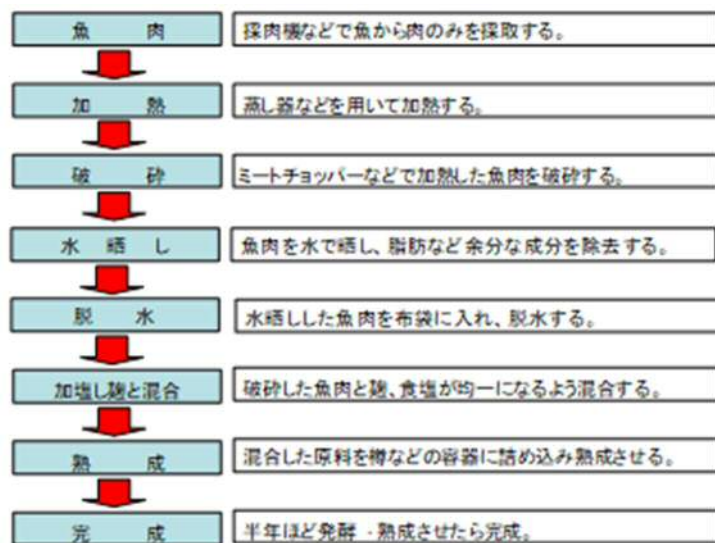 魚 肉 採肉機などで魚から肉のみを採取する。
加 熱 蒸し器などを用いて加熱する。
破 砕 ミートチョッパーなどで加熱した魚肉を破砕する。
水 晒 し 魚肉を水で晒し、脂肪など余分な成分を除去する。
脱 水 水晒しした魚肉を布袋に入れ、脱水する。
加塩し麹と混合 破砕した魚肉と麹、食塩が均一になるよう混合する。
熟 成 混合した原料を樽などの容器に詰め込み熟成させる。
完 成 半年ほど発酵・熟成させたら完成。